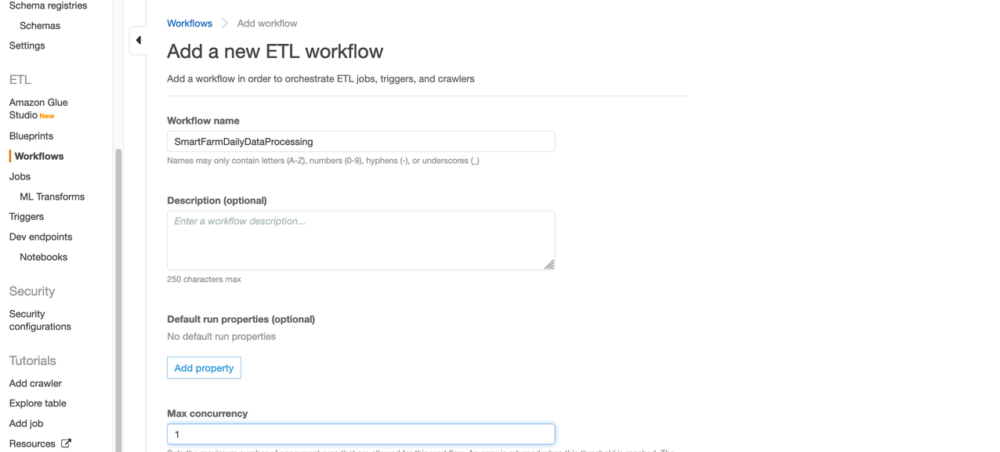 Schema registries
Schemas
Settings
ETL
Amazon Glue
Studio New
Blueprints
Workflows
Jobs
ML Transforms
Triggers
Dev endpoints
Notebooks
Security
Security
configurations
Tutorials
Add crawler
Explore table
Add job
Resources
Workflows
Add workflow
Add a new ETL workflow
Add a workflow in order to orchestrate ETL jobs, triggers, and crawlers
Workflow name
SmartFarmDailyDataProcessing
Names may only contain letters (A-Z), numbers (0-9), hyphens (-), or underscores (_)
Description (optional)
Enter a workflow description...
250 characters max
Default run properties (optional)
No default run properties
Add property
Max concurrency
1